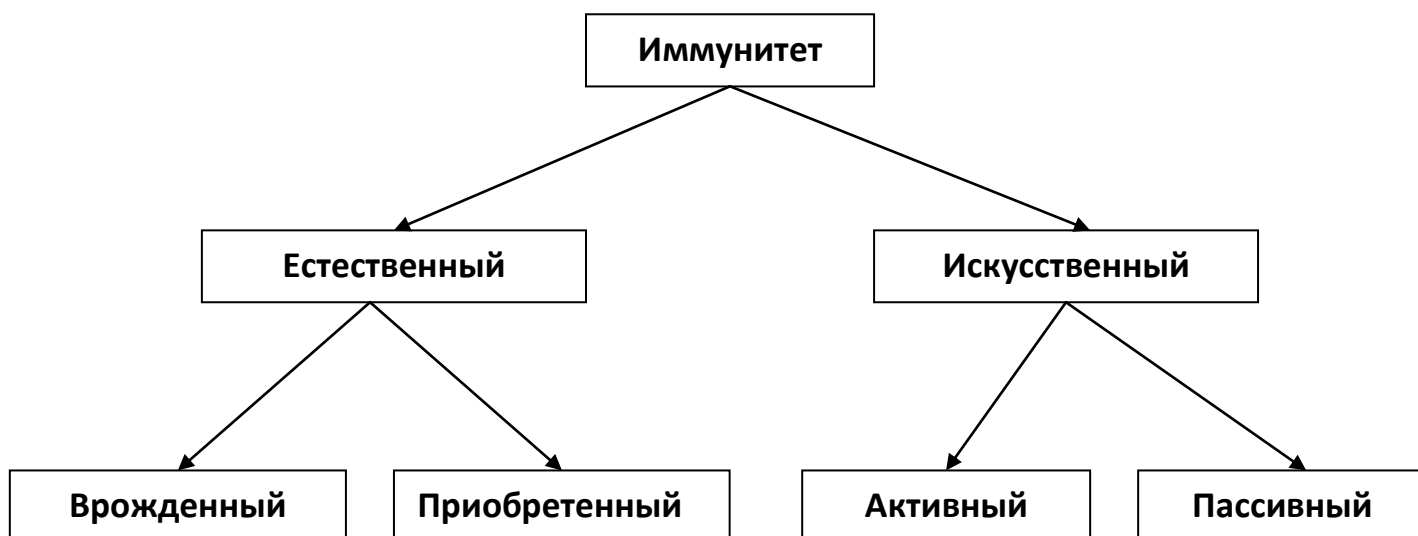 Иммунитет
Естественный
Искусственный
Врожденный
Приобретенный
Активный
Пассивный